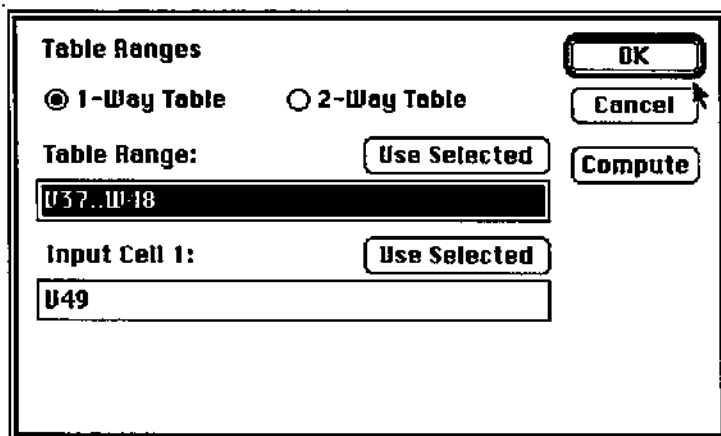 Table Ranges
OK
1-Way Table 2-Way Table
Cancel
Table Range: Use Selected
Compute
V37..W48
Input Cell 1: Use Selected
V49